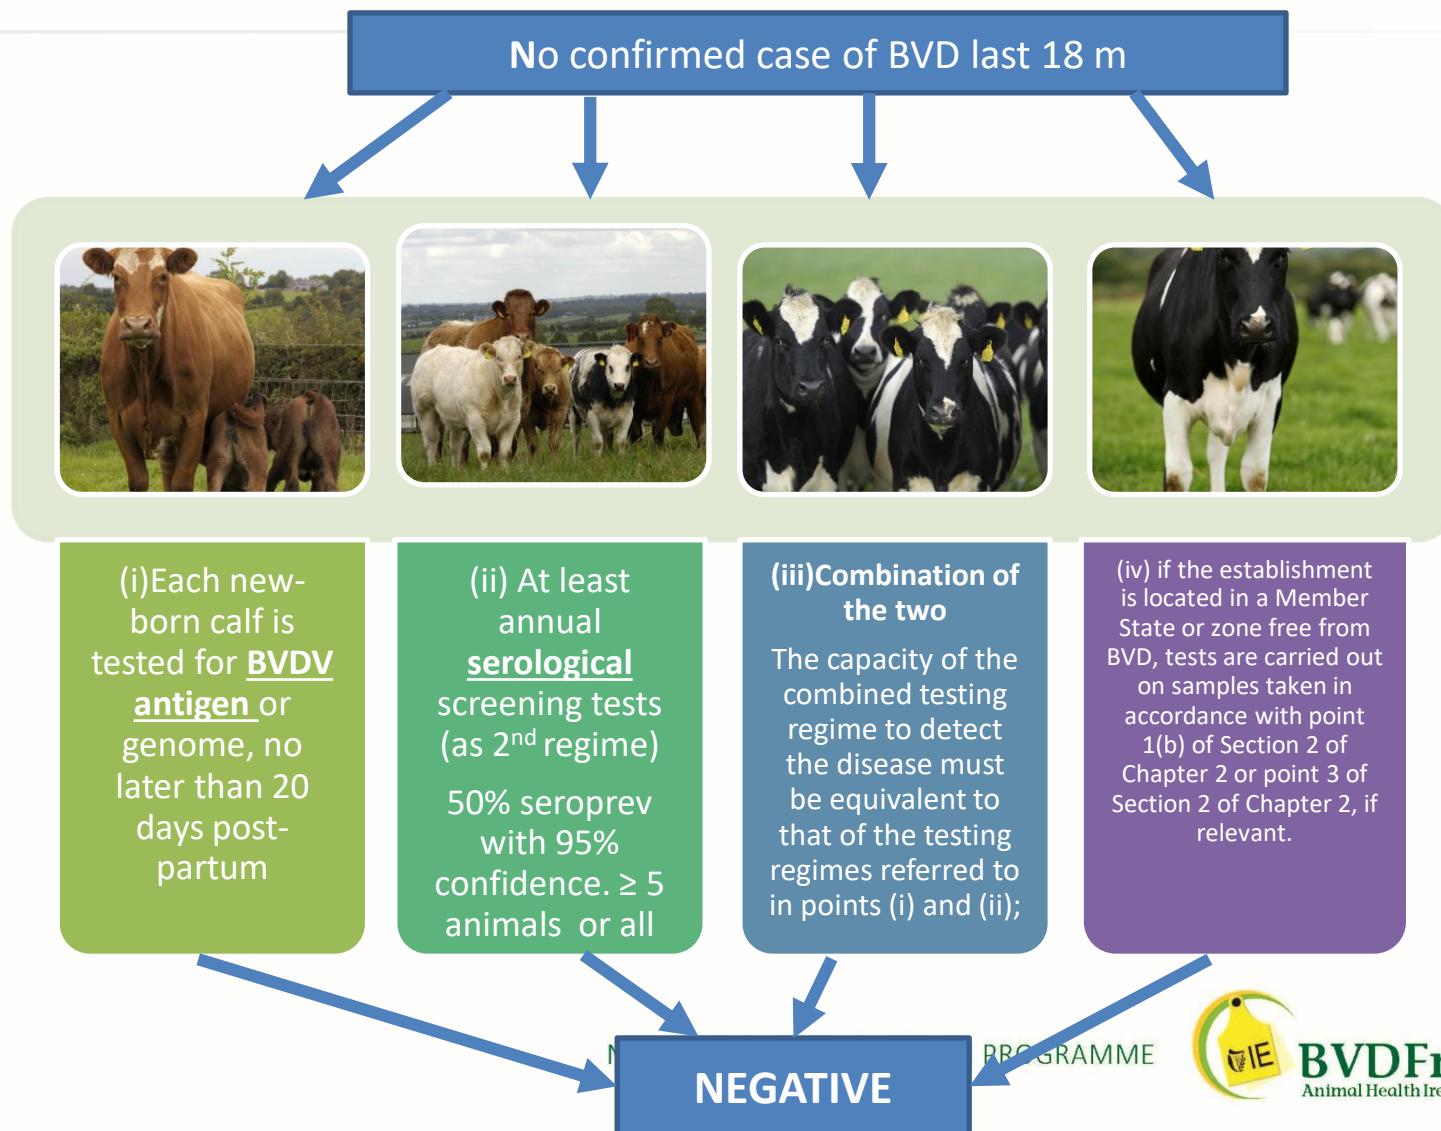 No confirmed case of BVD last 18 m
(i)Each new-
born calf is
tested for BVDV
antigen or
genome, no
later than 20
days post-
partum
(ii) At least
annual
serological
screening tests
(as 2nd regime)
50% seroprev
with 95%
confidence. ≥ 5
animals or all
(iii)Combination of
the two
The capacity of the
combined testing
regime to detect
the disease must
be equivalent to
that of the testing
regimes referred to
in points (i) and (ii);
(iv) if the establishment
is located in a Member
State or zone free from
BVD, tests are carried out
on samples taken in
accordance with point
1(b) of Section 2 of
Chapter 2 or point 3 of
Section 2 of Chapter 2, if
relevant.
NEGATIVE
PROGRAMME
IE
BVDFr
Animal Health Ire